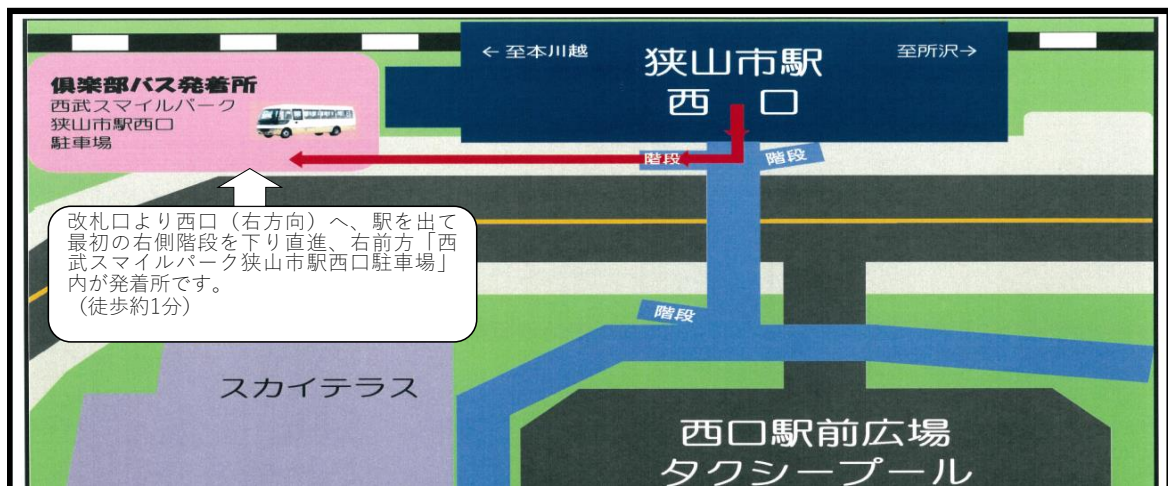 ← 至本川越
至所沢→
狭山市駅
西 口
倶楽部バス発着所
西武スマイルパーク
狭山市駅西口
駐車場
階段
階段
改札口より西口（右方向）へ、駅を出て
最初の右側階段を下り直進、右前方「西
武スマイルパーク狭山市駅西口駐車場」
内が発着所です。
（徒歩約1分）
階段
スカイテラス
西口駅前広場
タクシープール